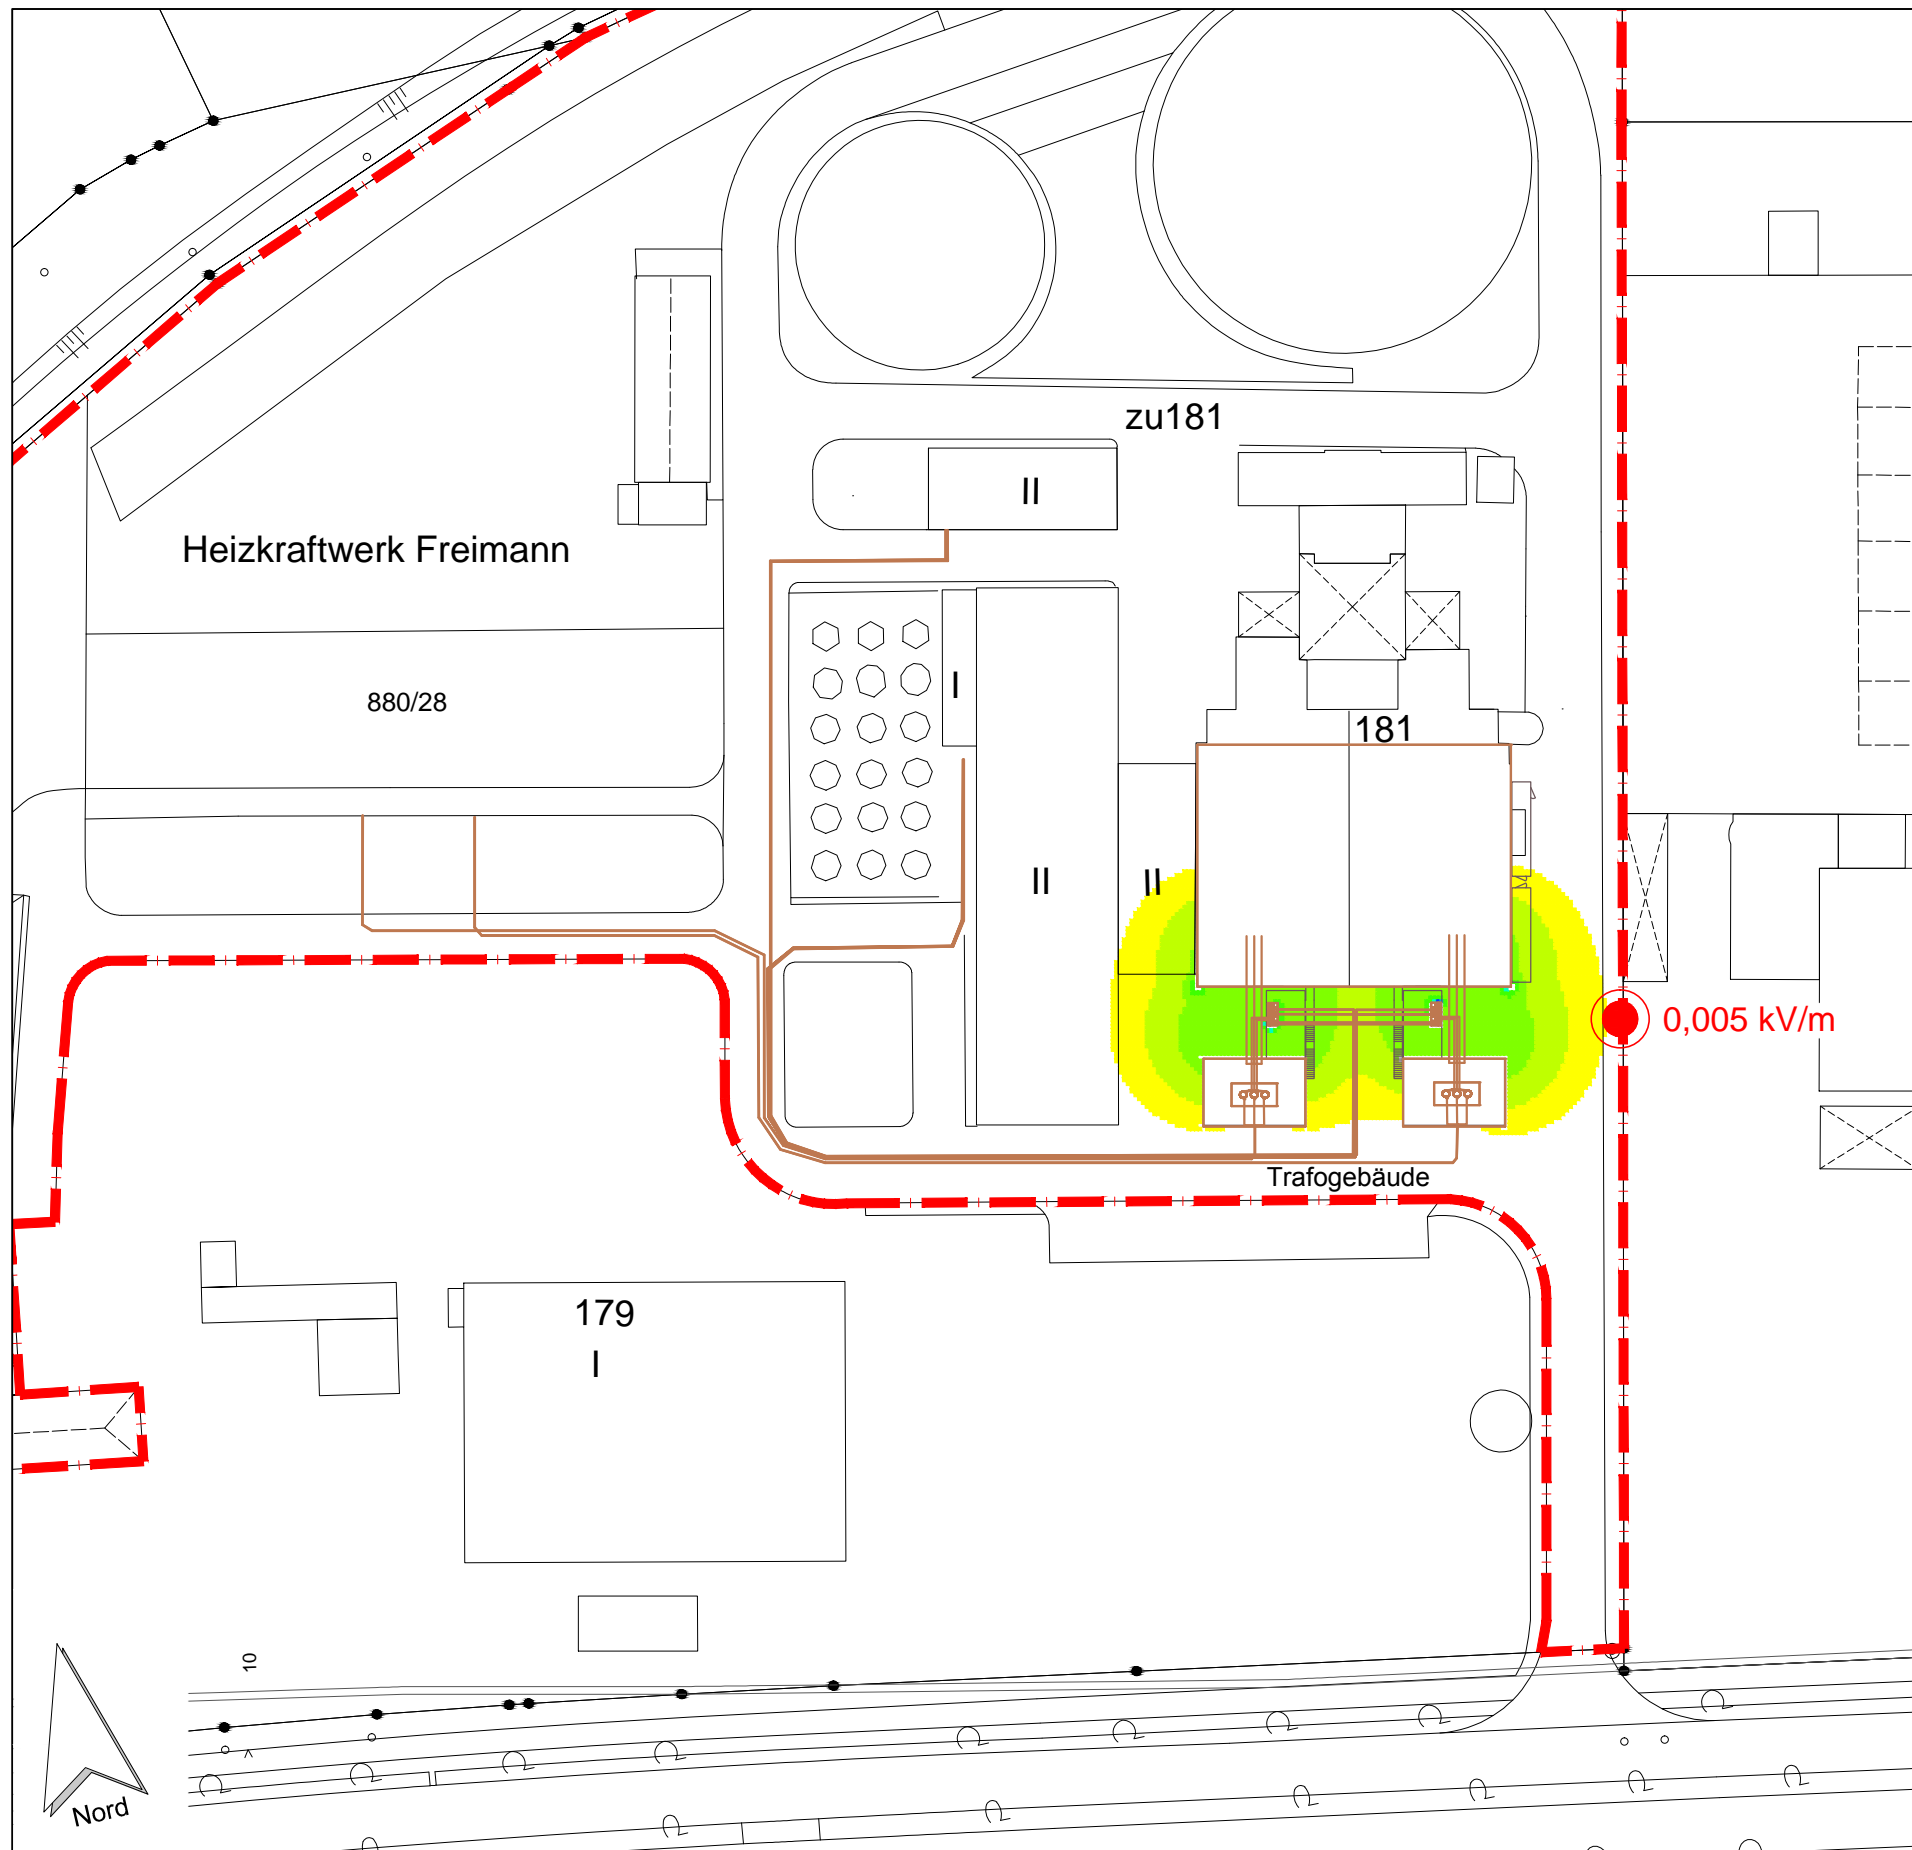 zu181
II
Heizkraftwerk Freimann
I
880/28
181
II
II
0,005 kV/m
Trafogebäude
179
I
10
Nord